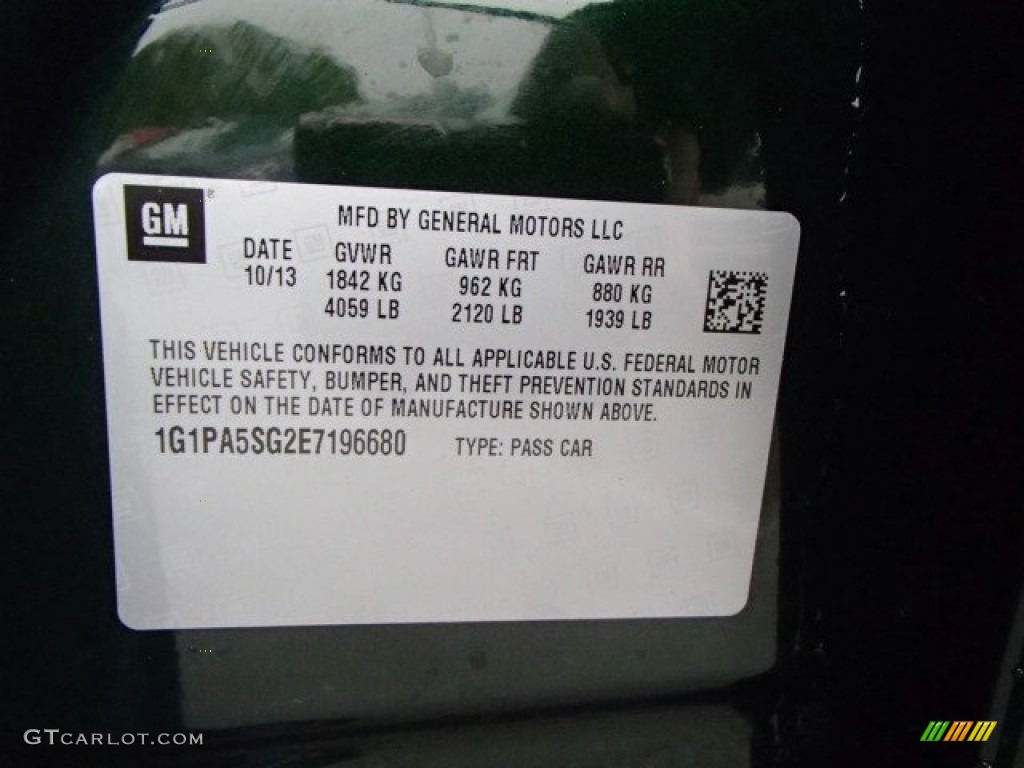 GM
MFD BY GENERAL MOTORS LLC
DATE GVWR GAWR FRT GAWR RR
10/13 1842 KG 962 KG 880 KG
4059 LB 2120 LB 1939 LB
THIS VEHICLE CONFORMS TO ALL APPLICABLE U.S. FEDERAL MOTOR
VEHICLE SAFETY, BUMPER, AND THEFT PREVENTION STANDARDS IN
EFFECT ON THE DATE OF MANUFACTURE SHOWN ABOVE.
1G1PA5SG2E7196680 TYPE: PASS CAR
GTCARLOT.COM